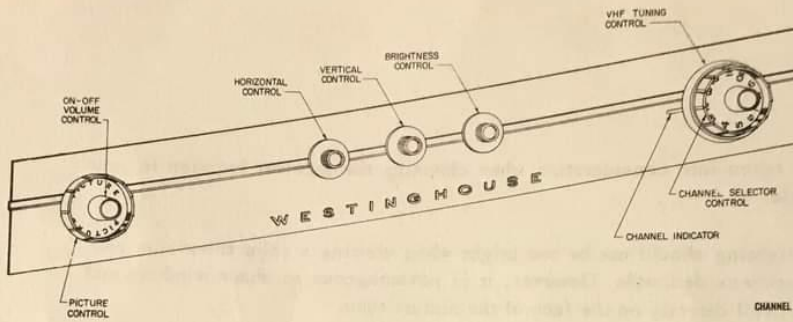 VHF TUNING
CONTROL
BRIGHTNESS
CONTROL
VERTICAL
CONTROL
HORIZONTAL
CONTROL
ON-OFF
VOLUME
CONTROL
PICTURE
WESTINGHOUSE
CHANNEL SELECTOR
CONTROL
CHANNEL INDICATOR
PICTURE
CONTROL
CHANNEL